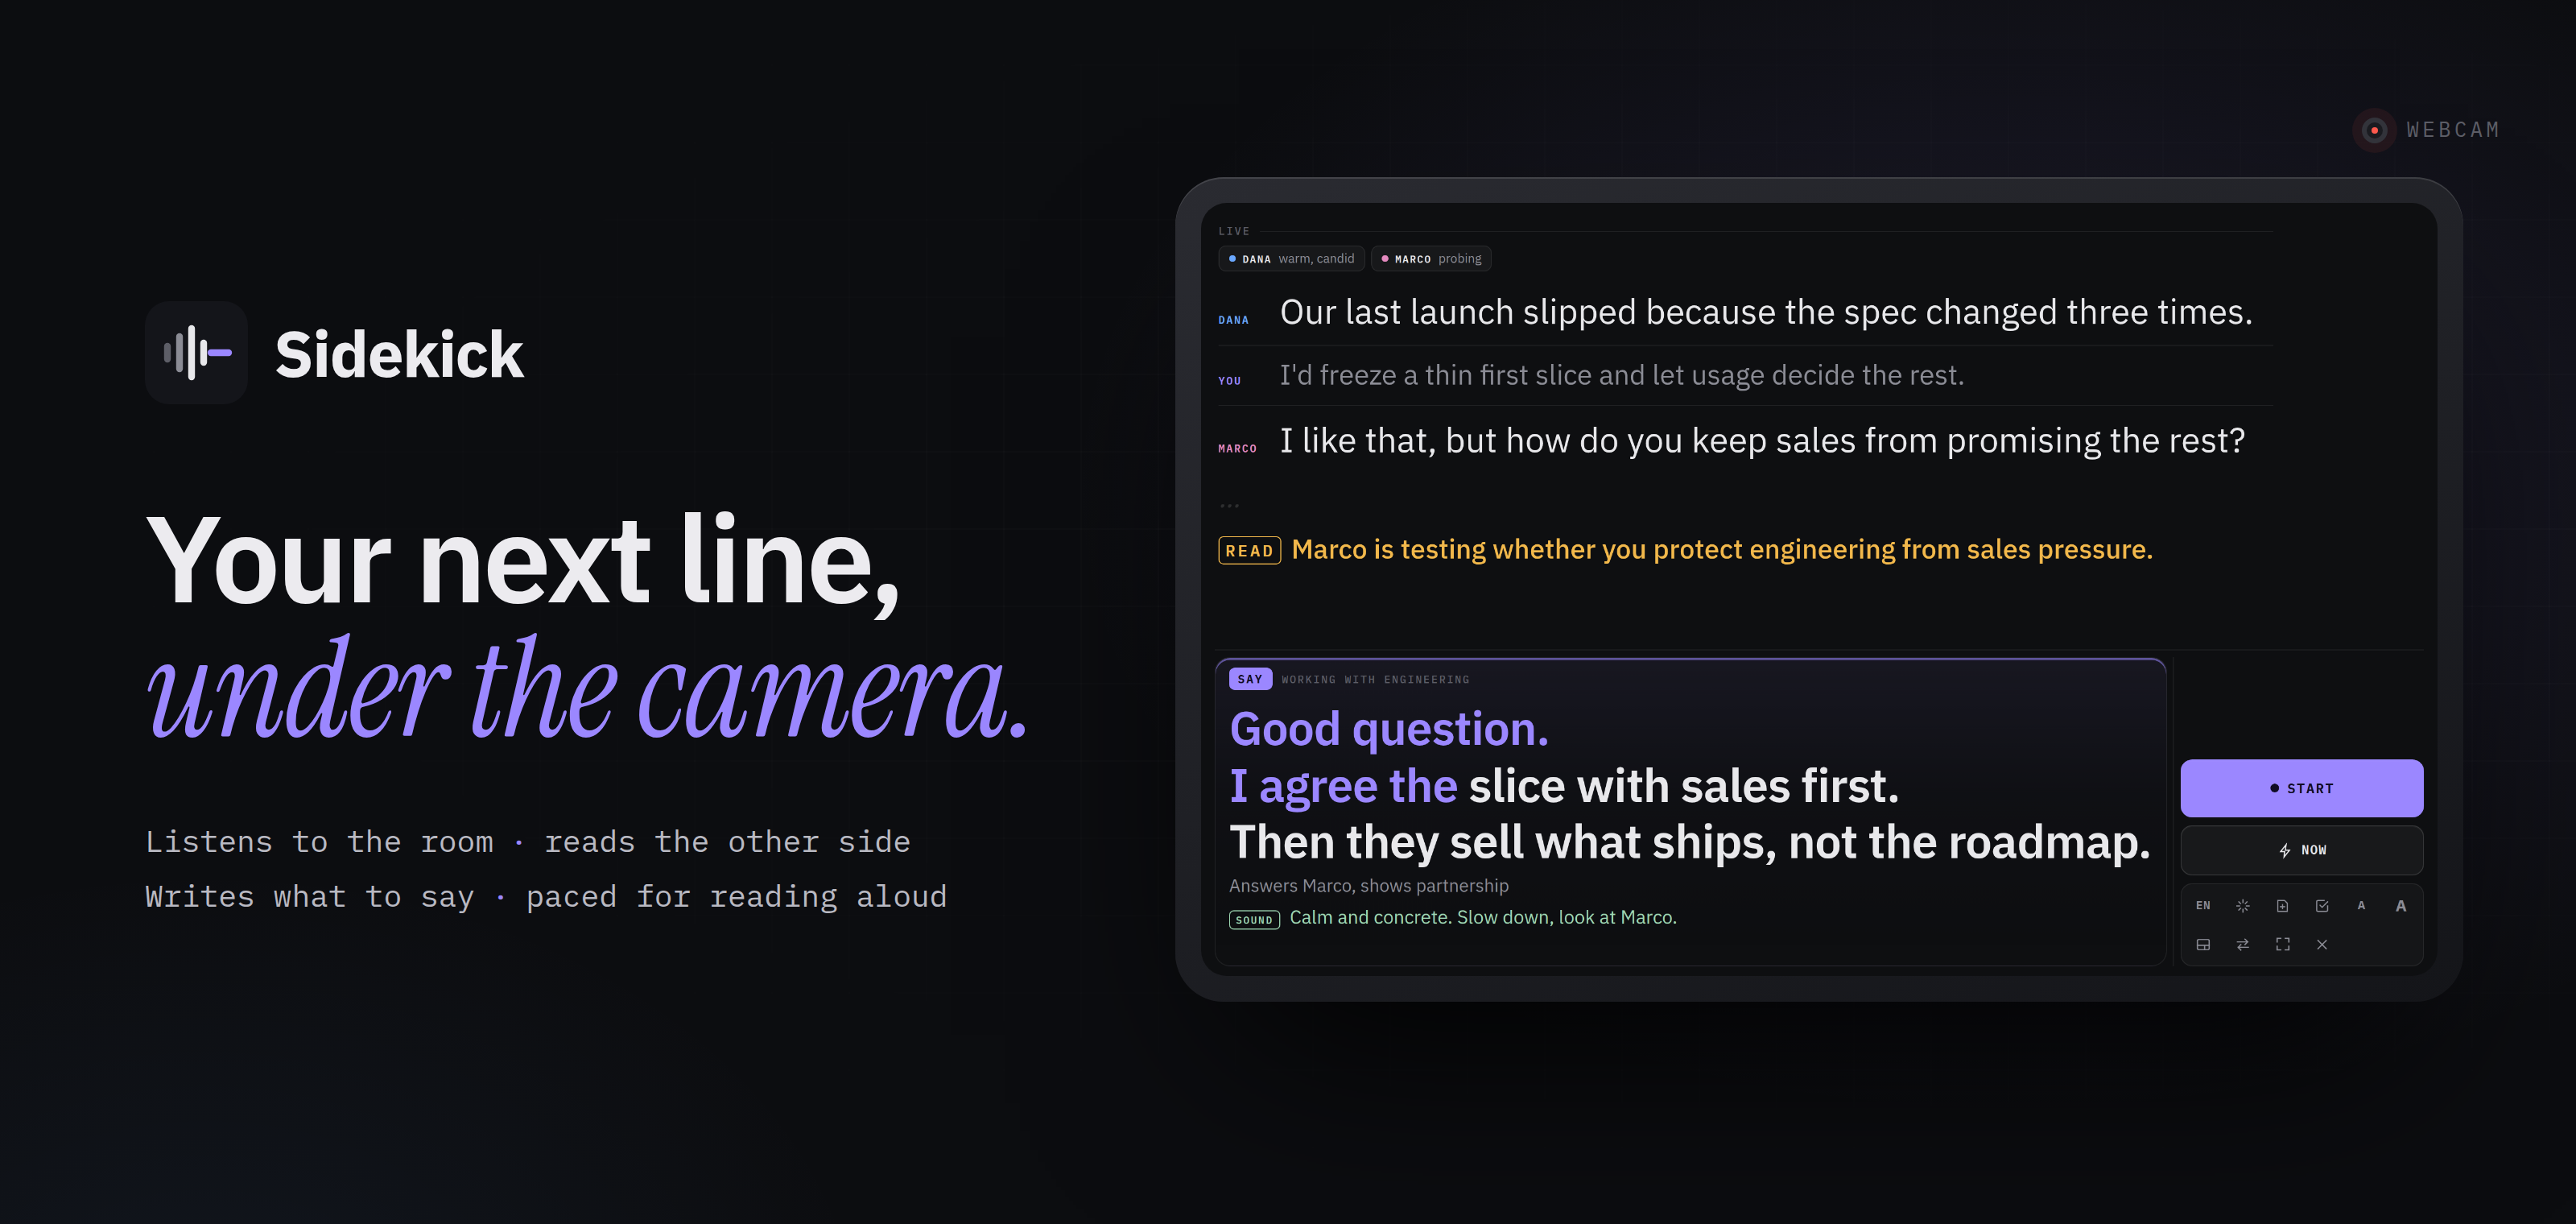 Sidekick
Your next line,
under the camera.
Listens to the room · reads the other side
Writes what to say · paced for reading aloud
WEBCAM
LIVE
DANA warm, candid MARCO probing
DANA Our last launch slipped because the spec changed three times.
YOU I'd freeze a thin first slice and let usage decide the rest.
MARCO I like that, but how do you keep sales from promising the rest?
...
READ Marco is testing whether you protect engineering from sales pressure.
SAY WORKING WITH ENGINEERING
Good question.
I agree the slice with sales first.
Then they sell what ships, not the roadmap.
Answers Marco, shows partnership
SOUND Calm and concrete. Slow down, look at Marco.
START
NOW
EN A A